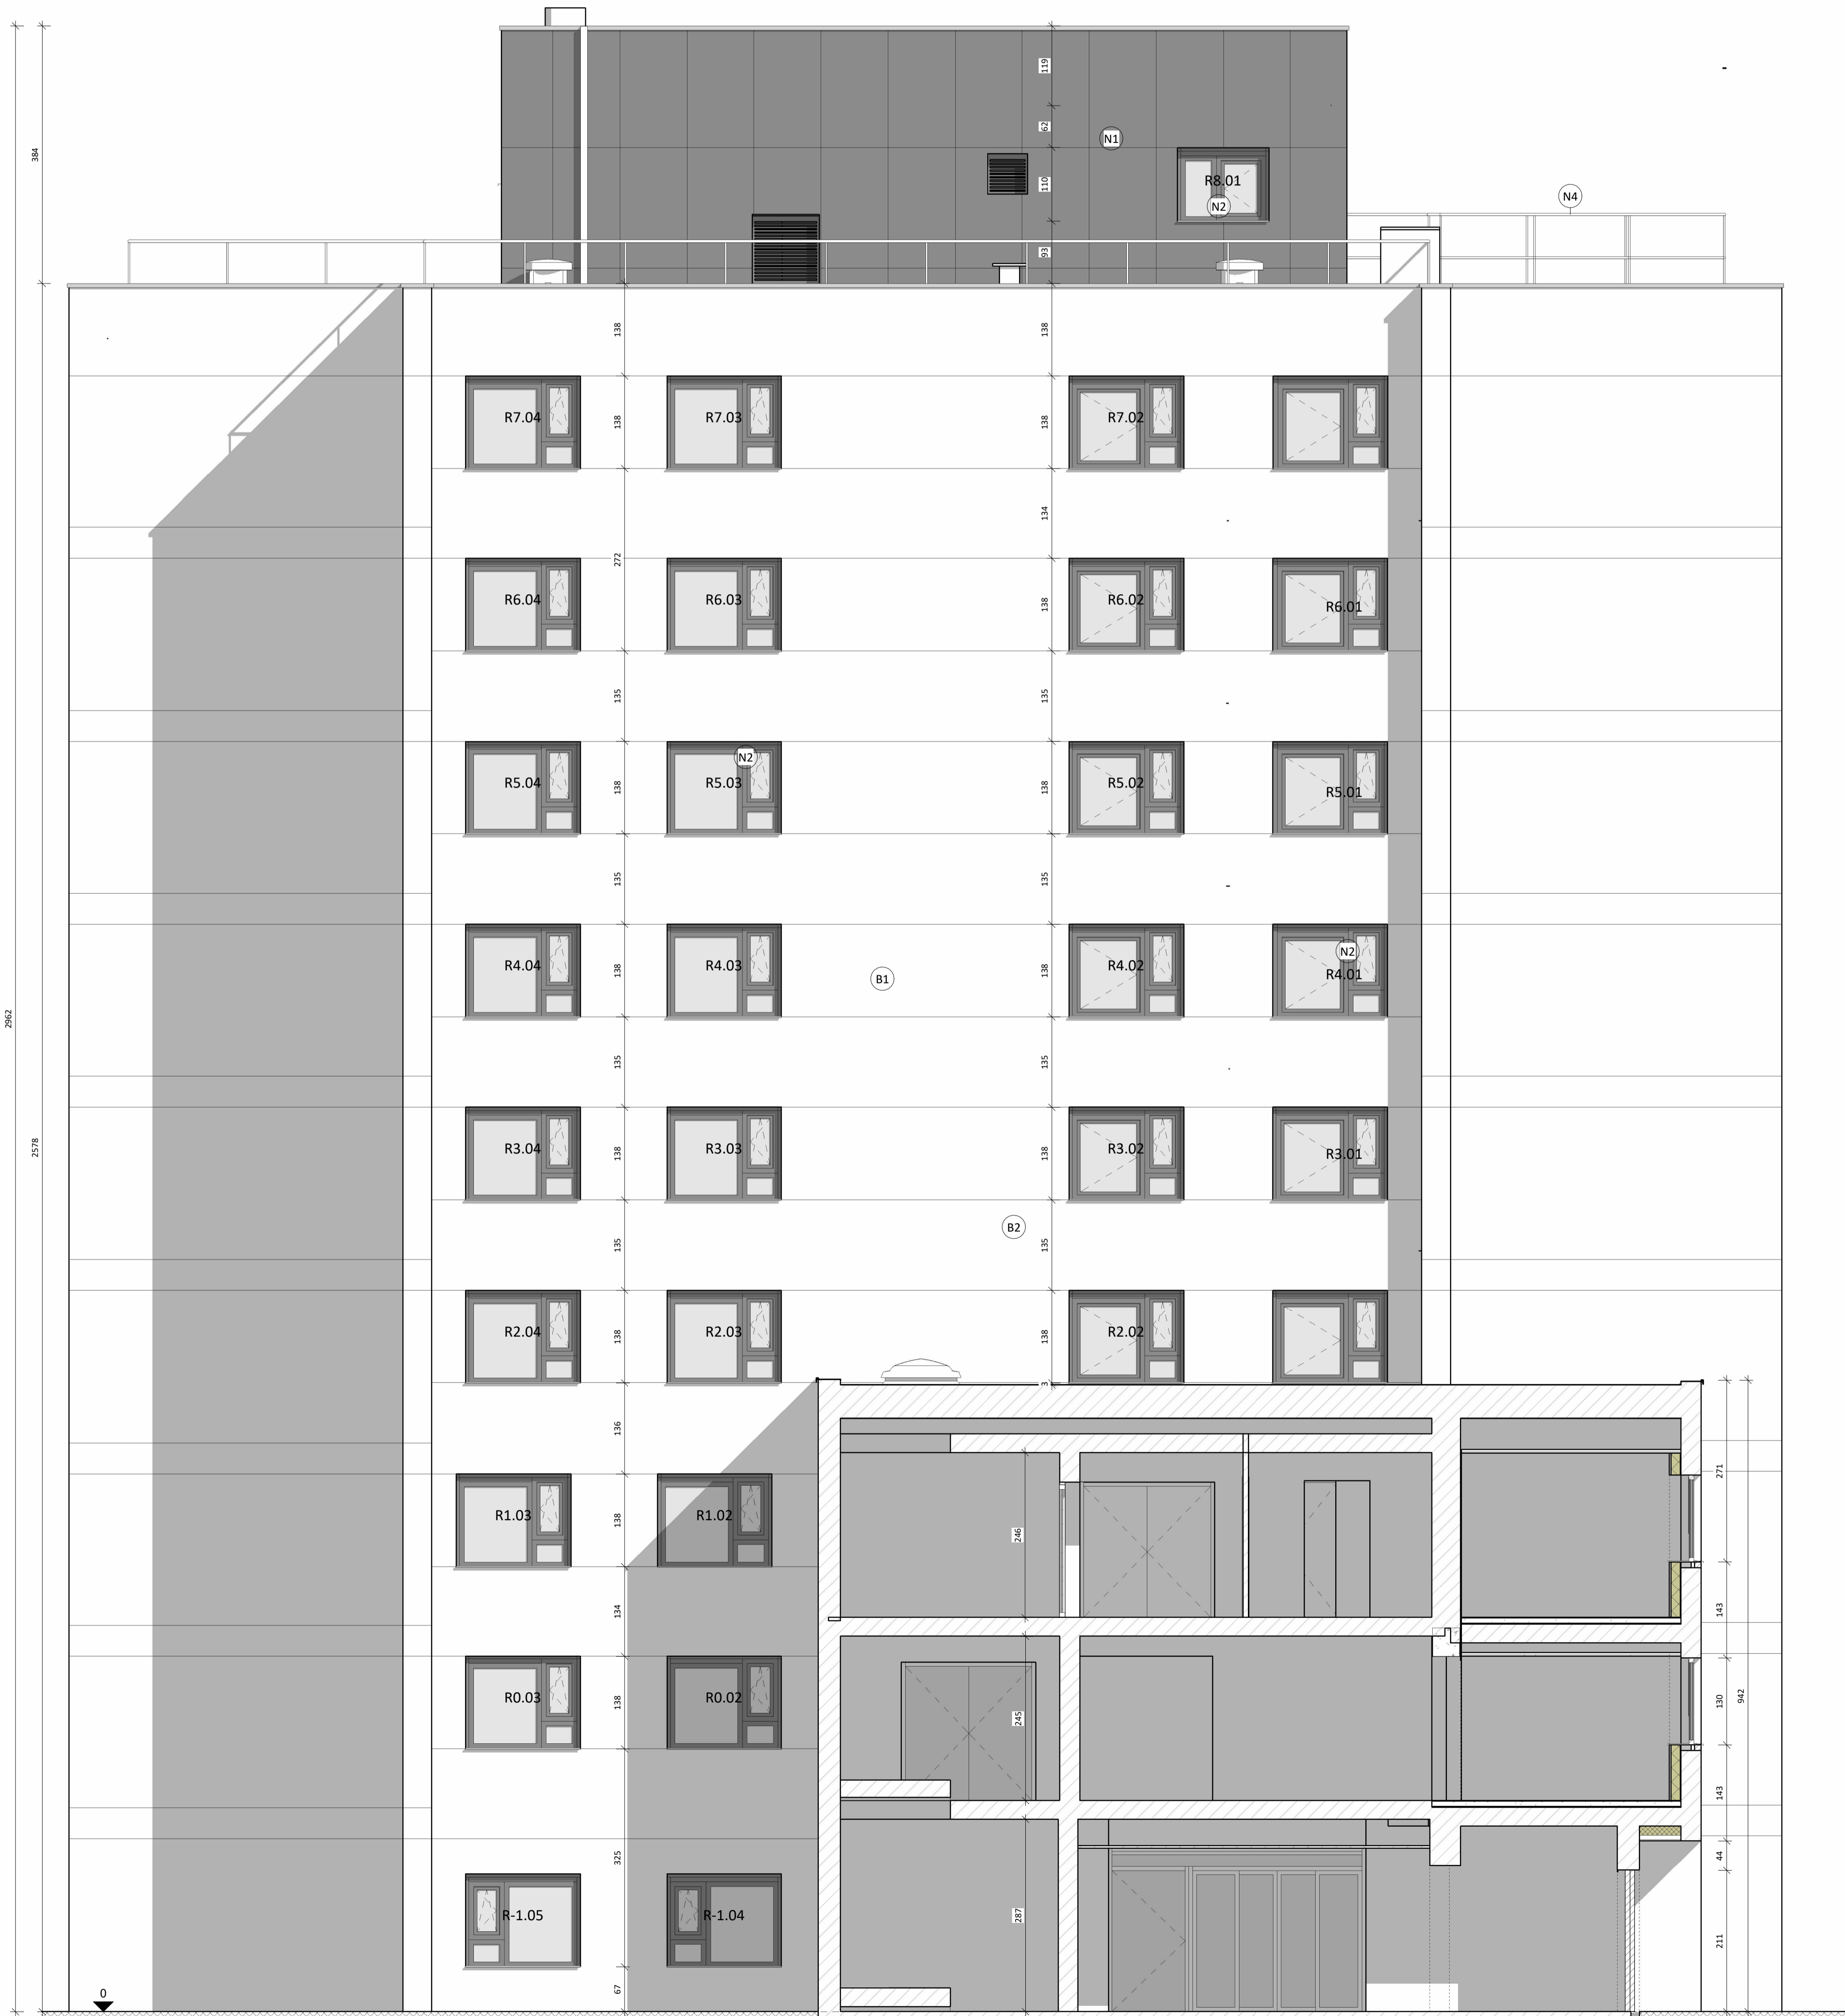 119
62
N1
384
110
R8.01
N2
N4
93
138
138
R7.04
138
R7.03
138
R7.02
134
272
R6.04
R6.03
138
R6.02
R6.01
135
135
N2
R5.04
138
R5.03
138
R5.02
R5.01
135
135
N2
R4.04
138
R4.03
B1
138
R4.02
R4.01
2962
135
135
2578
R3.04
138
R3.03
138
R3.02
R3.01
B2
135
135
R2.04
138
R2.03
138
R2.02
3
136
271
R1.03
138
R1.02
246
134
143
R0.03
138
R0.02
245
130
942
143
325
44
R-1.05
R-1.04
287
211
67
0